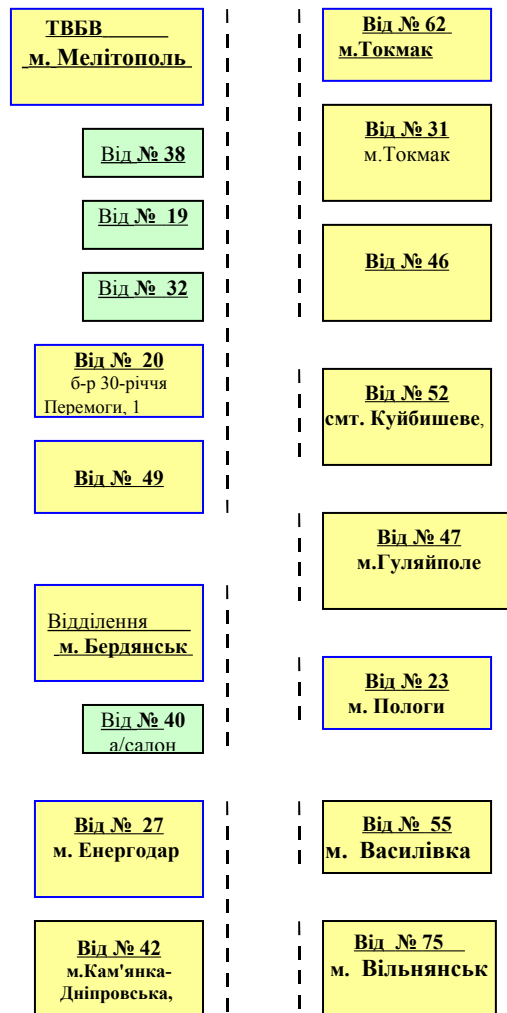 ТВБВ
м. Мелітополь
Від № 38
Від № 19
Від № 32
Від № 20
б-р 30-річчя
Перемоги, 1
Від № 49
Відділення
м. Бердянськ
Від № 40
а/салон
Від № 27
м. Енергодар
Від № 42
м.Кам'янка-
Дніпровська,
Від № 62
м.Токмак
Від № 31
м.Токмак
Від № 46
Від № 52
смт. Куйбишеве,
Від № 47
м.Гуляйполе
Від № 23
м. Пологи
Від № 55
м. Василівка
Від № 75
м. Вільнянськ